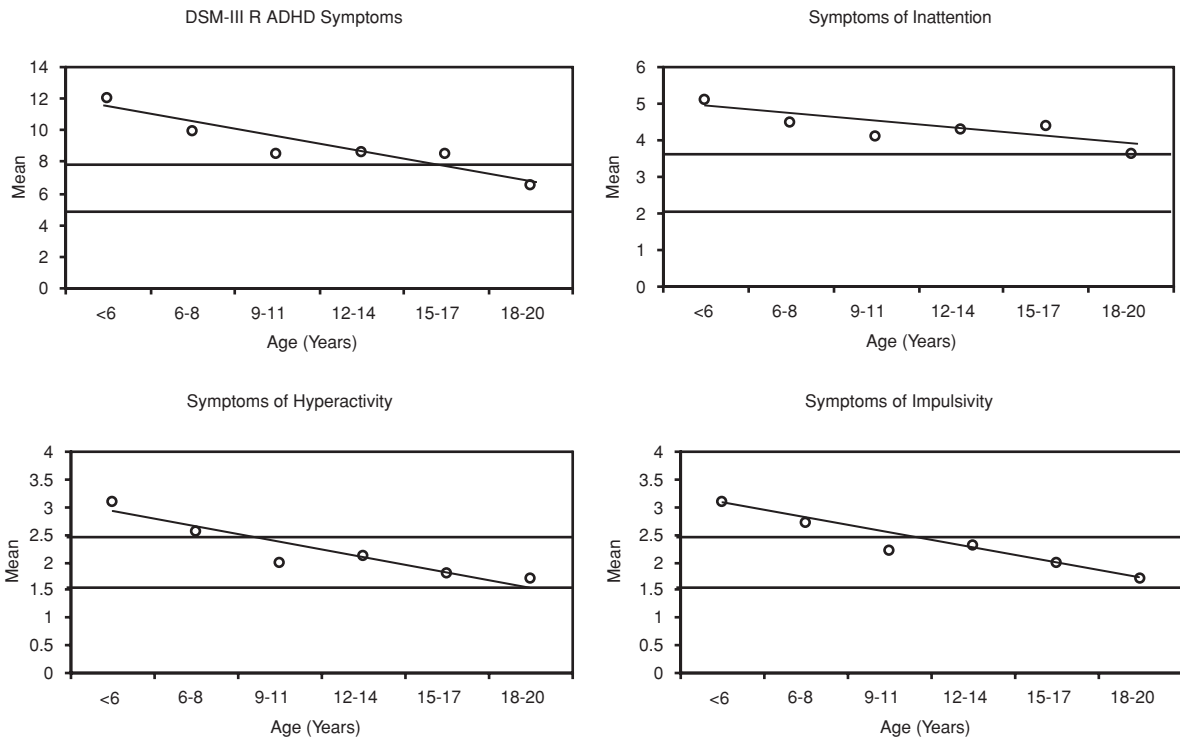 DSM-III R ADHD Symptoms
14
12
10
8
6
4
2
0
Mean
<6 6-8 9-11 12-14 15-17 18-20
Age (Years)
Symptoms of Inattention
6
5
4
3
2
1
0
Mean
<6 6-8 9-11 12-14 15-17 18-20
Age (Years)
Symptoms of Hyperactivity
4
3.5
3
2.5
2
1.5
1
0.5
0
Mean
<6 6-8 9-11 12-14 15-17 18-20
Age (Years)
Symptoms of Impulsivity
4
3.5
3
2.5
2
1.5
1
0.5
0
Mean
<6 6-8 9-11 12-14 15-17 18-20
Age (Years)